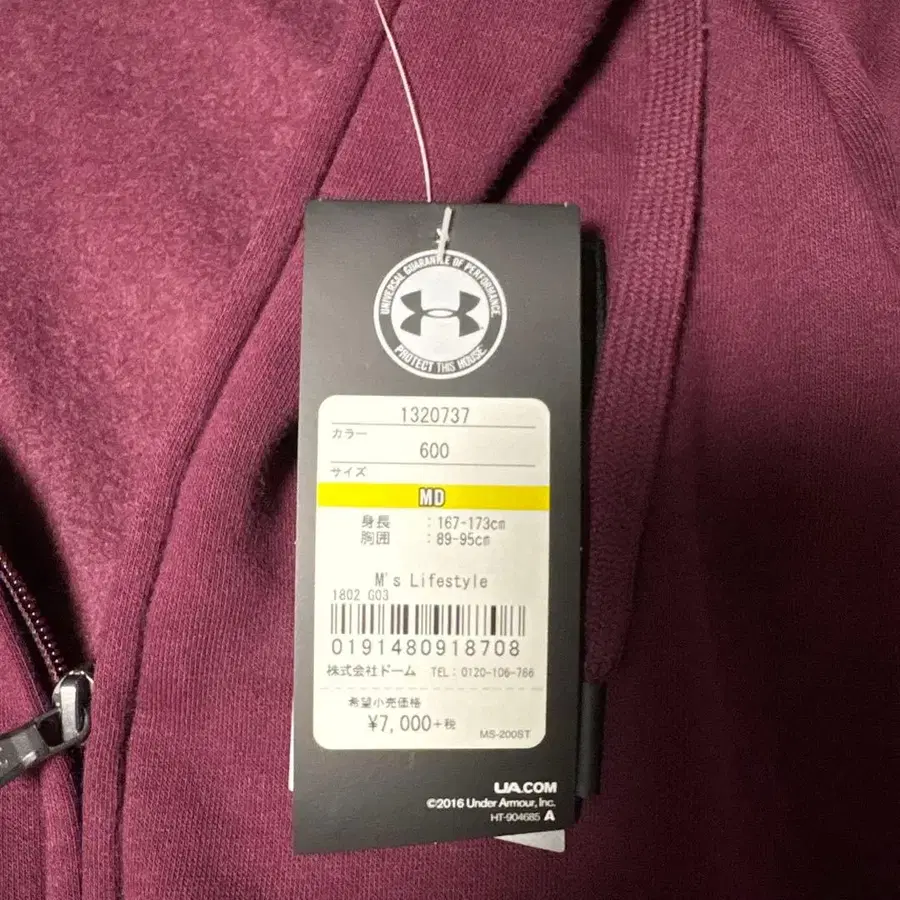 UNIVERSAL GUARANTEE OF PERFORMANCE.
PROTECT THIS HOUSE
1320737
カラー
600
サイズ
MD
身長 : 167-173cm
胸囲 : 89-95cm
M's Lifestyle
1802 G03
0191480918708
株式会社ドーム TEL: 0120-106-766
希望小売価格
¥7,000+税
MS-200ST
UA.COM
©2016 Under Armour, Inc.
HT-904685 A